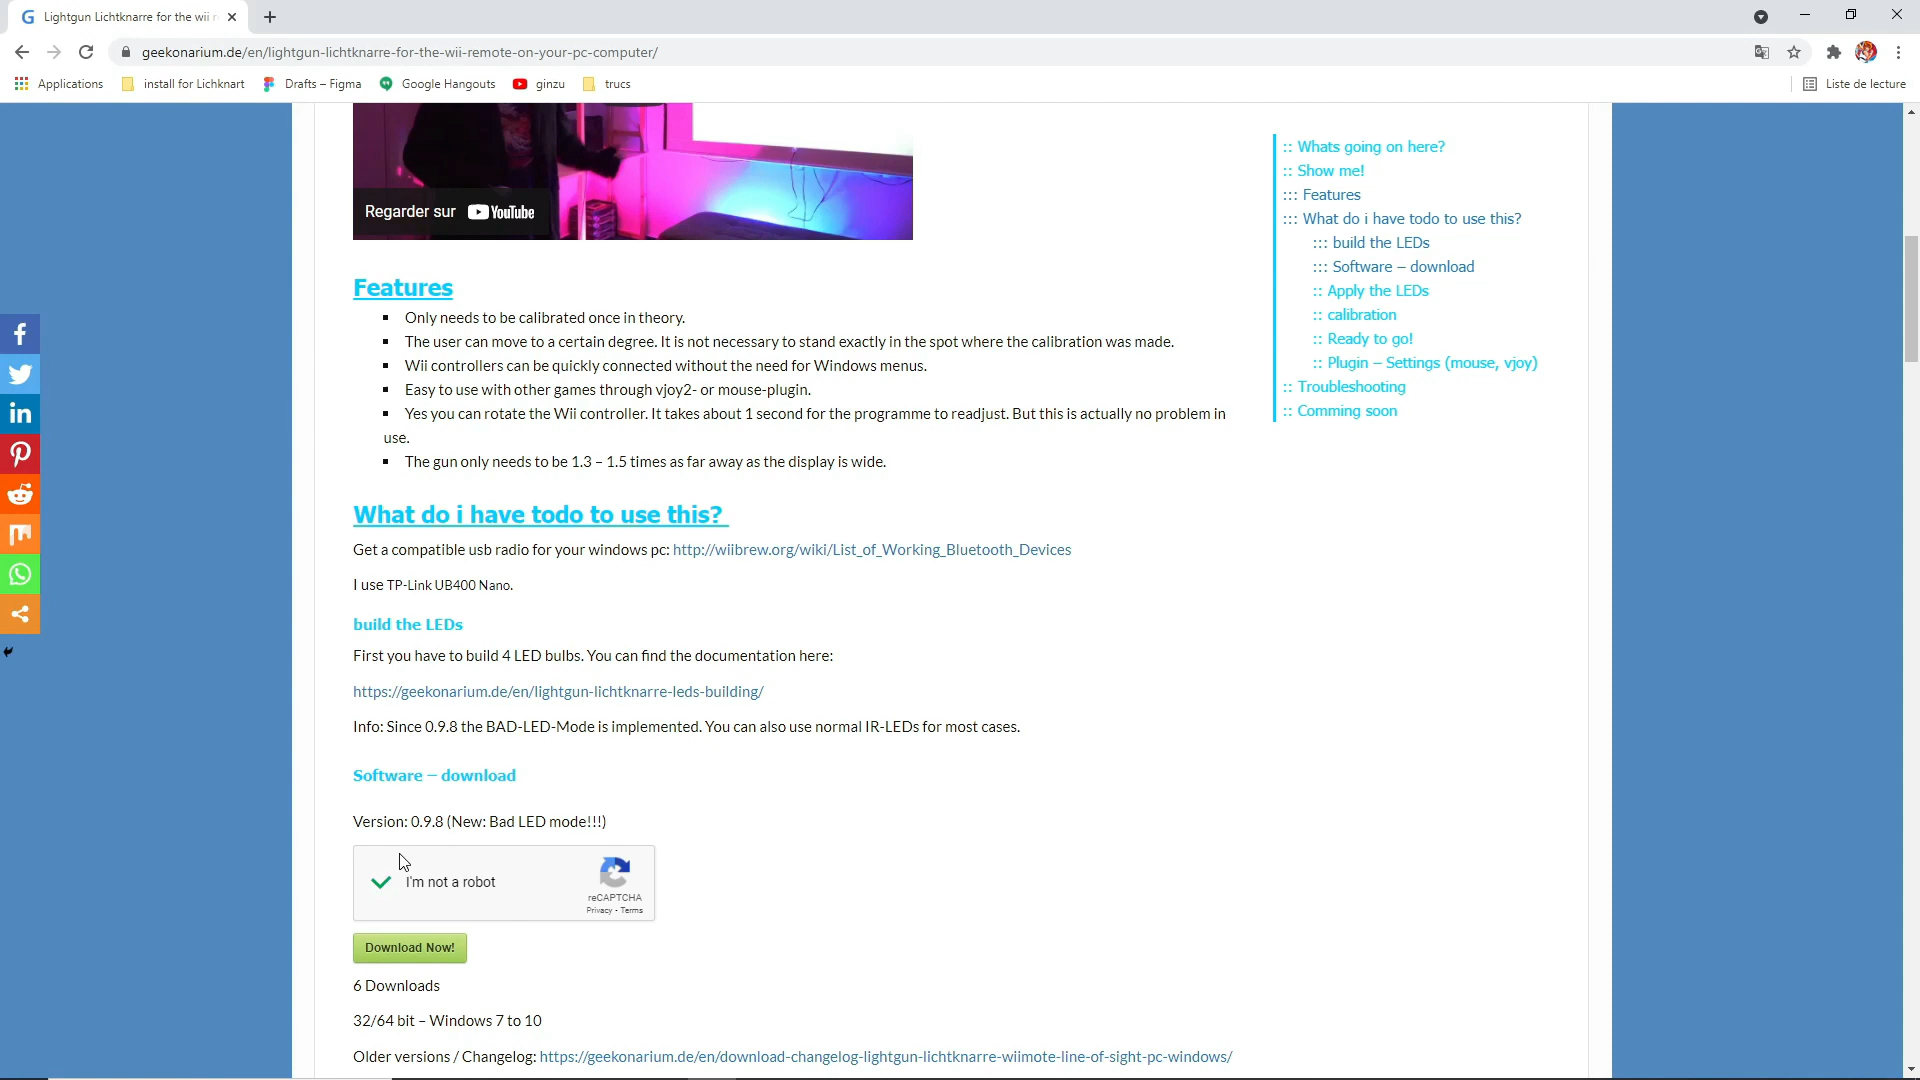 Lightgun Lichtknarre for the wii r
geekonarium.de/en/lightgun-lichtknarre-for-the-wii-remote-on-your-pc-computer/
Applications
install for Lichknart
Drafts – Figma
Google Hangouts
ginzu
trucs
Liste de lecture
Regarder sur YouTube
:: Whats going on here?
:: Show me!
::: Features
::: What do i have todo to use this?
::: build the LEDs
::: Software – download
:: Apply the LEDs
:: calibration
:: Ready to go!
:: Plugin – Settings (mouse, vjoy)
:: Troubleshooting
:: Comming soon
Features
▪ Only needs to be calibrated once in theory.
▪ The user can move to a certain degree. It is not necessary to stand exactly in the spot where the calibration was made.
▪ Wii controllers can be quickly connected without the need for Windows menus.
▪ Easy to use with other games through vjoy2- or mouse-plugin.
▪ Yes you can rotate the Wii controller. It takes about 1 second for the programme to readjust. But this is actually no problem in
use.
▪ The gun only needs to be 1.3 – 1.5 times as far away as the display is wide.
What do i have todo to use this?
Get a compatible usb radio for your windows pc: http://wiibrew.org/wiki/List_of_Working_Bluetooth_Devices
I use TP-Link UB400 Nano.
build the LEDs
First you have to build 4 LED bulbs. You can find the documentation here:
https://geekonarium.de/en/lightgun-lichtknarre-leds-building/
Info: Since 0.9.8 the BAD-LED-Mode is implemented. You can also use normal IR-LEDs for most cases.
Software – download
Version: 0.9.8 (New: Bad LED mode!!!)
I'm not a robot
reCAPTCHA
Privacy - Terms
Download Now!
6 Downloads
32/64 bit – Windows 7 to 10
Older versions / Changelog: https://geekonarium.de/en/download-changelog-lightgun-lichtknarre-wiimote-line-of-sight-pc-windows/